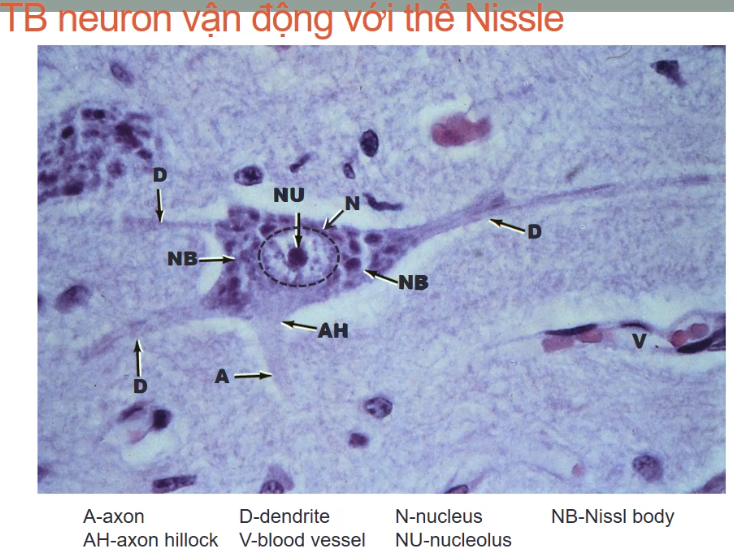 TB neuron vận động với thể Nissle
D
NU
N
D
NB
NB
AH
V
A
D
A-axon D-dendrite N-nucleus NB-Nissl body
AH-axon hillock V-blood vessel NU-nucleolus